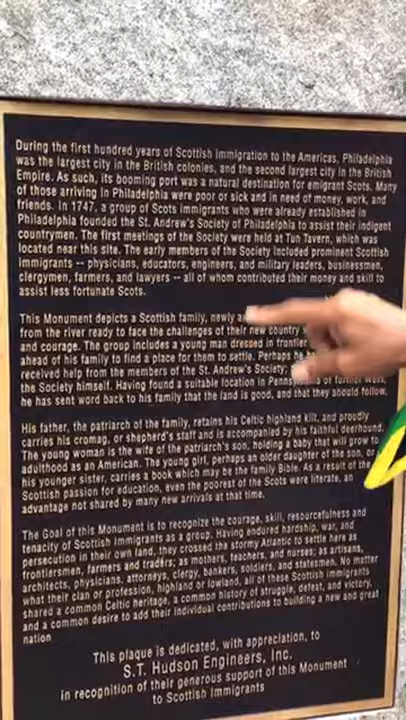 During the first hundred years of Scottish immigration to the Americas, Philadelphia
was the largest city in the British colonies, and the second largest city in the British
Empire. As such, its booming port was a natural destination for emigrant Scots. Many
of those arriving in Philadelphia were poor or sick and in need of money, work, and
friends. In 1747, a group of Scots immigrants who were already established in
Philadelphia founded the St. Andrew's Society of Philadelphia to assist their indigent
countrymen. The first meetings of the Society were held at Tun Tavern, which was
located near this site. The early members of the Society included prominent Scottish
immigrants -- physicians, educators, engineers, and military leaders, businessmen,
clergymen, farmers, and lawyers -- all of whom contributed their money and skill to
assist less fortunate Scots.
This Monument depicts a Scottish family, newly
from the river ready to face the challenges of their new country
and courage. The group includes a young man dressed in frontier
ahead of his family to find a place for them to settle. Perhaps he
received help from the members of the St. Andrew's Society;
the Society himself. Having found a suitable location in Pennsylvania or further West,
he has sent word back to his family that the land is good, and that they should follow.
His father, the patriarch of the family, retains his Celtic highland kilt, and proudly
carries his cromag, or shepherd's staff and is accompanied by his faithful deerhound.
The young woman is the wife of the patriarch's son, holding a baby that will grow to
adulthood as an American. The young girl, perhaps an older daughter of the son, or
his younger sister, carries a book which may be the family Bible. As a result of the
Scottish passion for education, even the poorest of the Scots were literate, an
advantage not shared by many new arrivals at that time.
The Goal of this Monument is to recognize the courage, skill, resourcefulness and
tenacity of Scottish Immigrants as a group. Having endured hardship, war, and
persecution in their own land, they crossed the stormy Atlantic to settle here as
frontiersmen, farmers and traders; as mothers, teachers, and nurses; as artisans,
architects, physicians, attorneys, clergy, bankers, soldiers, and statesmen. No matter
what their clan or profession, highland or lowland, all of these Scottish immigrants
shared a common Celtic heritage, a common history of struggle, defeat, and victory,
and a common desire to add their individual contributions to building a new and great
nation
This plaque is dedicated, with appreciation, to
S.T. Hudson Engineers, Inc.
in recognition of their generous support of this Monument
to Scottish Immigrants